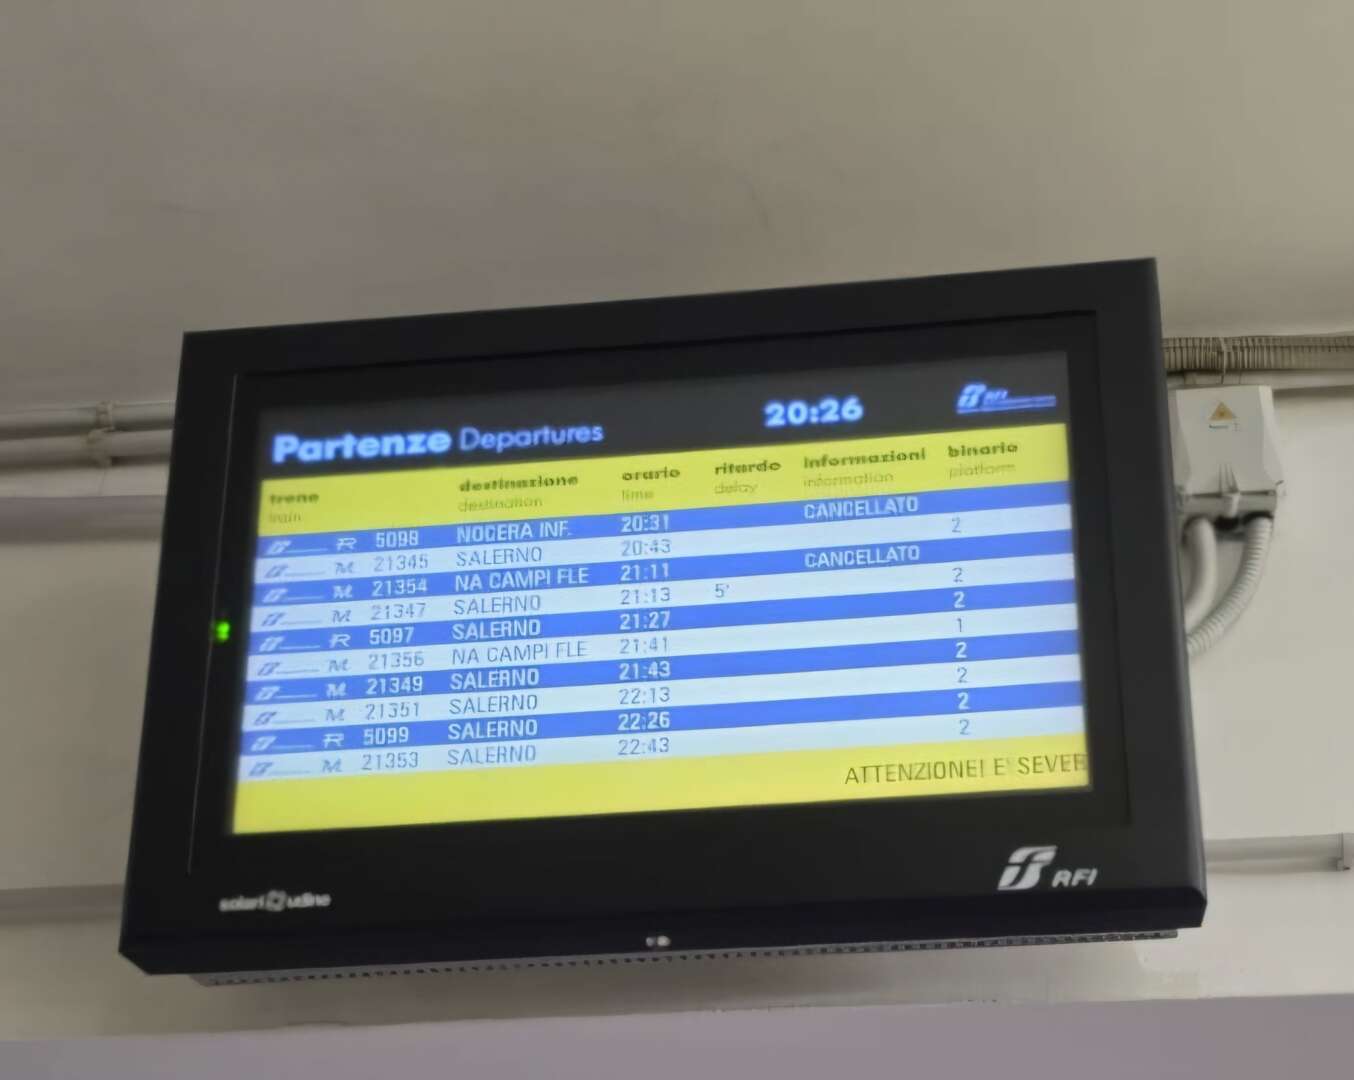 Partenze Departures 20:26 RFI
treno destinazione orario ritardo informazioni binario
train destination time delay information platform
R 5098 NOCERA INF. 20:31 CANCELLATO
M 21345 SALERNO 20:43 2
M 21354 NA CAMPI FLE 21:11 CANCELLATO
M 21347 SALERNO 21:13 5' 2
R 5097 SALERNO 21:27 2
M 21356 NA CAMPI FLE 21:41 1
M 21349 SALERNO 21:43 2
M 21351 SALERNO 22:13 2
R 5099 SALERNO 22:26 2
M 21353 SALERNO 22:43 2
ATTENZIONE! E' SEVER
solari udine
RFI